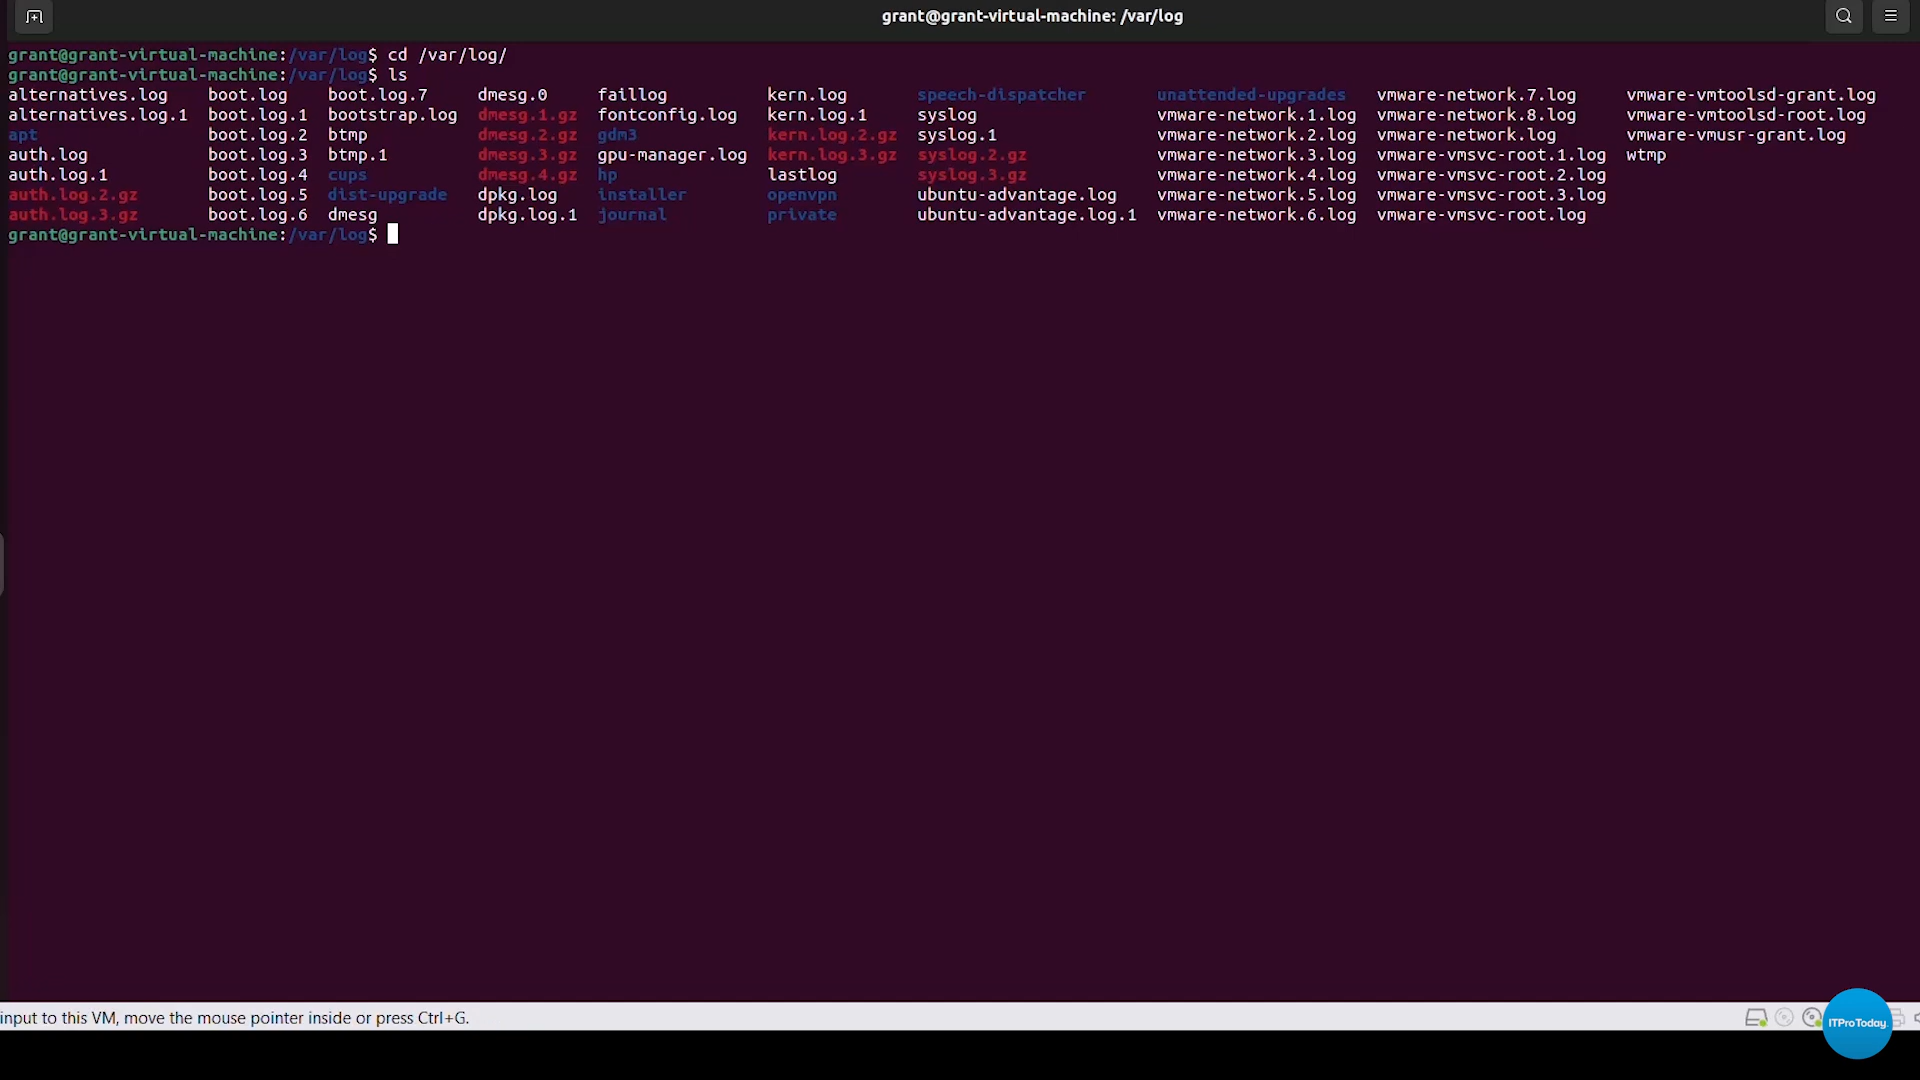 grant@grant-virtual-machine: /var/log
grant@grant-virtual-machine:/var/log$ cd /var/log/
grant@grant-virtual-machine:/var/log$ ls
alternatives.log boot.log boot.log.7 dmesg.0 faillog kern.log speech-dispatcher unattended-upgrades vmware-network.7.log vmware-vmtoolsd-grant.log
alternatives.log.1 boot.log.1 bootstrap.log dmesg.1.gz fontconfig.log kern.log.1 syslog vmware-network.1.log vmware-network.8.log vmware-vmtoolsd-root.log
apt boot.log.2 btmp dmesg.2.gz gdm3 kern.log.2.gz syslog.1 vmware-network.2.log vmware-network.log vmware-vmusr-grant.log
auth.log boot.log.3 btmp.1 dmesg.3.gz gpu-manager.log kern.log.3.gz syslog.2.gz vmware-network.3.log vmware-vmsvc-root.1.log wtmp
auth.log.1 boot.log.4 cups dmesg.4.gz hp lastlog syslog.3.gz vmware-network.4.log vmware-vmsvc-root.2.log
auth.log.2.gz boot.log.5 dist-upgrade dpkg.log installer openvpn ubuntu-advantage.log vmware-network.5.log vmware-vmsvc-root.3.log
auth.log.3.gz boot.log.6 dmesg dpkg.log.1 journal private ubuntu-advantage.log.1 vmware-network.6.log vmware-vmsvc-root.log
grant@grant-virtual-machine:/var/log$
input to this VM, move the mouse pointer inside or press Ctrl+G.
ITProToday.